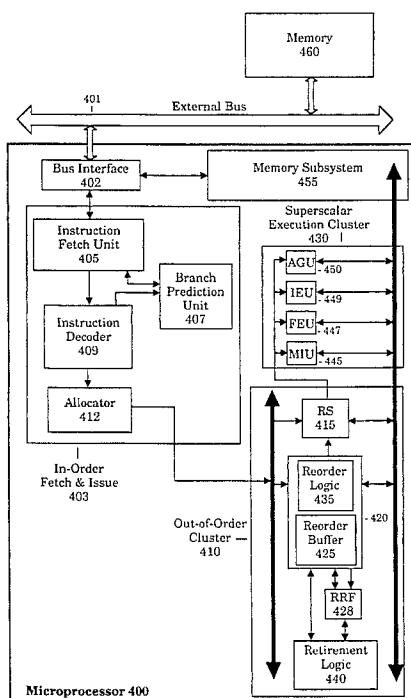 Memory
460
401
External Bus
Bus Interface
402
Memory Subsystem
455
Instruction
Fetch Unit
405
Branch
Prediction
Unit
407
Instruction
Decoder
409
Allocator
412
In-Order
Fetch & Issue
403
Superscalar
Execution Cluster
430
AGU
450
IEU
449
FEU
447
MIU
445
RS
415
Reorder
Logic
435
420
Reorder
Buffer
425
Out-of-Order
Cluster
410
RRF
428
Retirement
Logic
440
Microprocessor 400